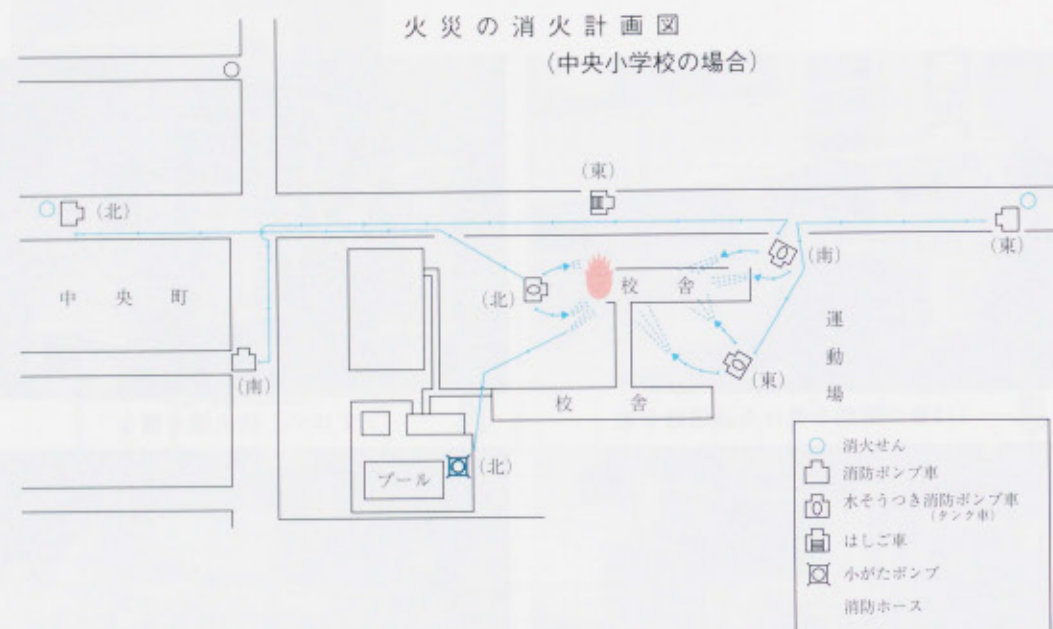 火災の消火計画図
(中央小学校の場合)
(東)
(北)
(東)
(南)
中央町
(北)
校舎
運動場
(南)
(東)
校舎
(北)
プール
消火せん
消防ポンプ車
水そうつき消防ポンプ車
(タンク車)
はしご車
小がたポンプ
消防ホース